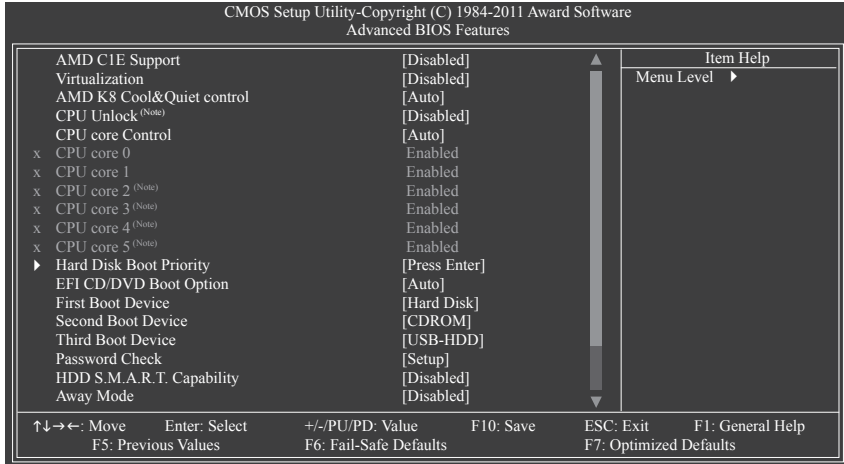 CMOS Setup Utility-Copyright (C) 1984-2011 Award Software
Advanced BIOS Features
AMD C1E Support [Disabled]
Virtualization [Disabled]
AMD K8 Cool&Quiet control [Auto]
CPU Unlock (Note) [Disabled]
CPU core Control [Auto]
x CPU core 0 Enabled
x CPU core 1 Enabled
x CPU core 2 (Note) Enabled
x CPU core 3 (Note) Enabled
x CPU core 4 (Note) Enabled
x CPU core 5 (Note) Enabled
Hard Disk Boot Priority [Press Enter]
EFI CD/DVD Boot Option [Auto]
First Boot Device [Hard Disk]
Second Boot Device [CDROM]
Third Boot Device [USB-HDD]
Password Check [Setup]
HDD S.M.A.R.T. Capability [Disabled]
Away Mode [Disabled]
Item Help
Menu Level
↑↓→←: Move Enter: Select +/-/PU/PD: Value F10: Save ESC: Exit F1: General Help
F5: Previous Values F6: Fail-Safe Defaults F7: Optimized Defaults